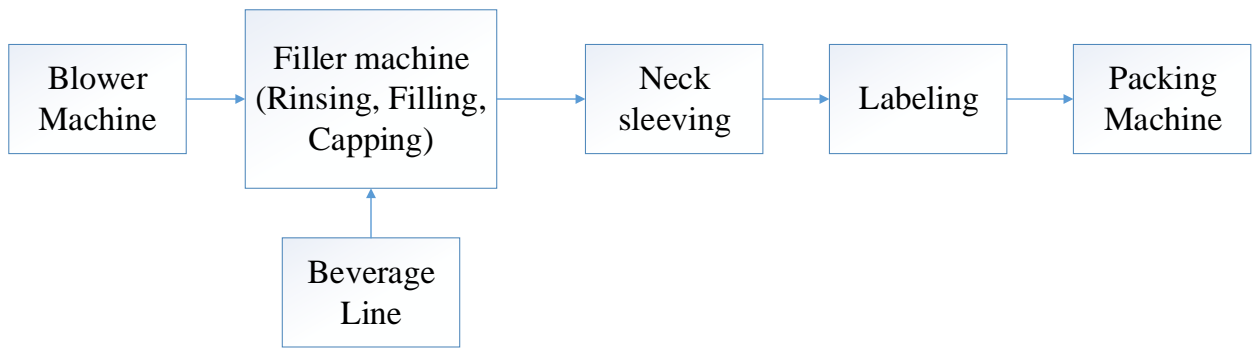 Blower
Machine
Filler machine
(Rinsing, Filling,
Capping)
Neck
sleeving
Labeling
Packing
Machine
Beverage
Line